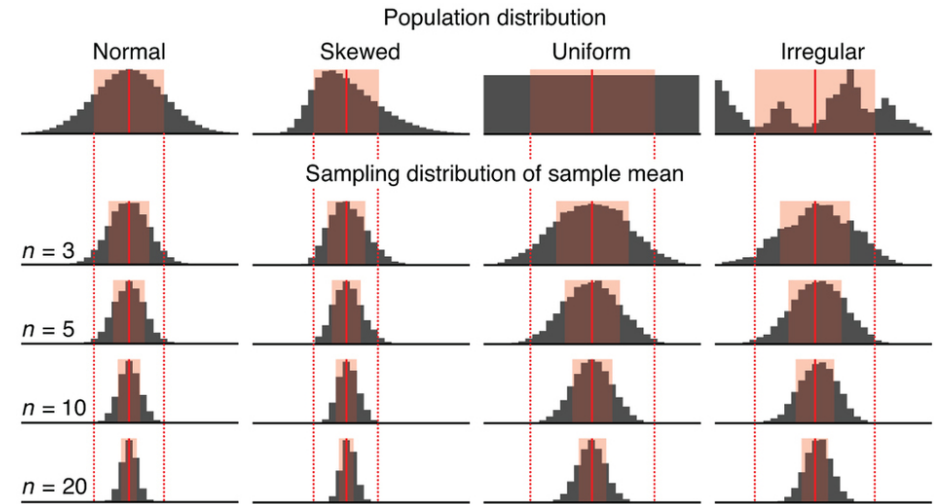 Population distribution
Normal Skewed Uniform Irregular
Sampling distribution of sample mean
n = 3
n = 5
n = 10
n = 20